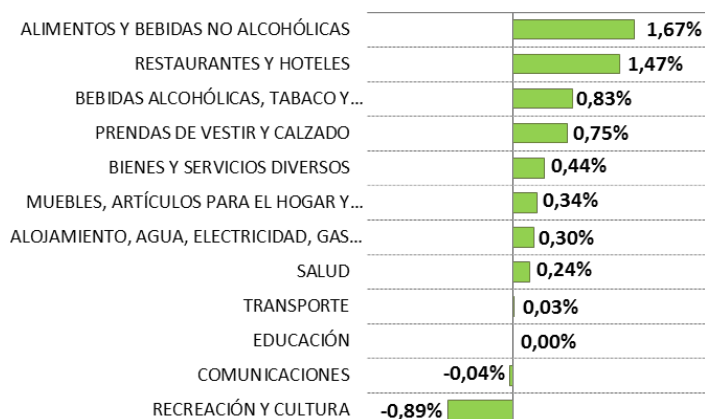 ALIMENTOS Y BEBIDAS NO ALCOHÓLICAS 1,67%
RESTAURANTES Y HOTELES 1,47%
BEBIDAS ALCOHÓLICAS, TABACO Y... 0,83%
PRENDAS DE VESTIR Y CALZADO 0,75%
BIENES Y SERVICIOS DIVERSOS 0,44%
MUEBLES, ARTÍCULOS PARA EL HOGAR Y... 0,34%
ALOJAMIENTO, AGUA, ELECTRICIDAD, GAS... 0,30%
SALUD 0,24%
TRANSPORTE 0,03%
EDUCACIÓN 0,00%
COMUNICACIONES -0,04%
RECREACIÓN Y CULTURA -0,89%